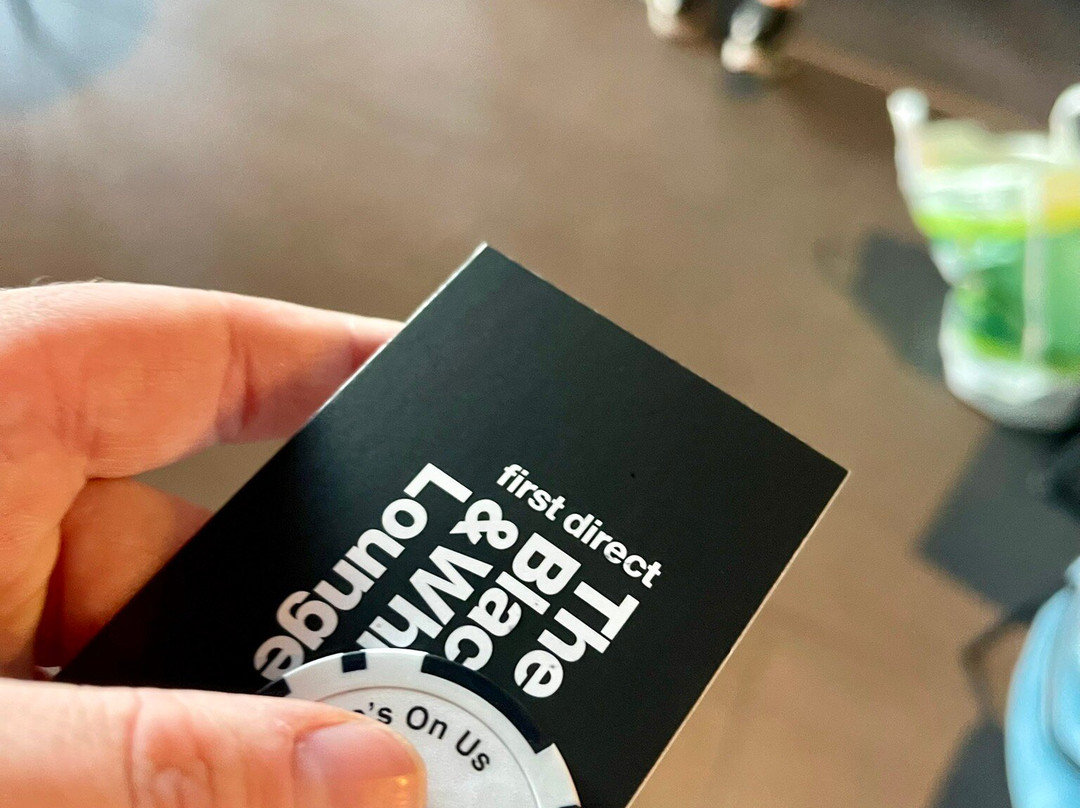 first direct
The
Blac
& Whi
Lounge
's On Us